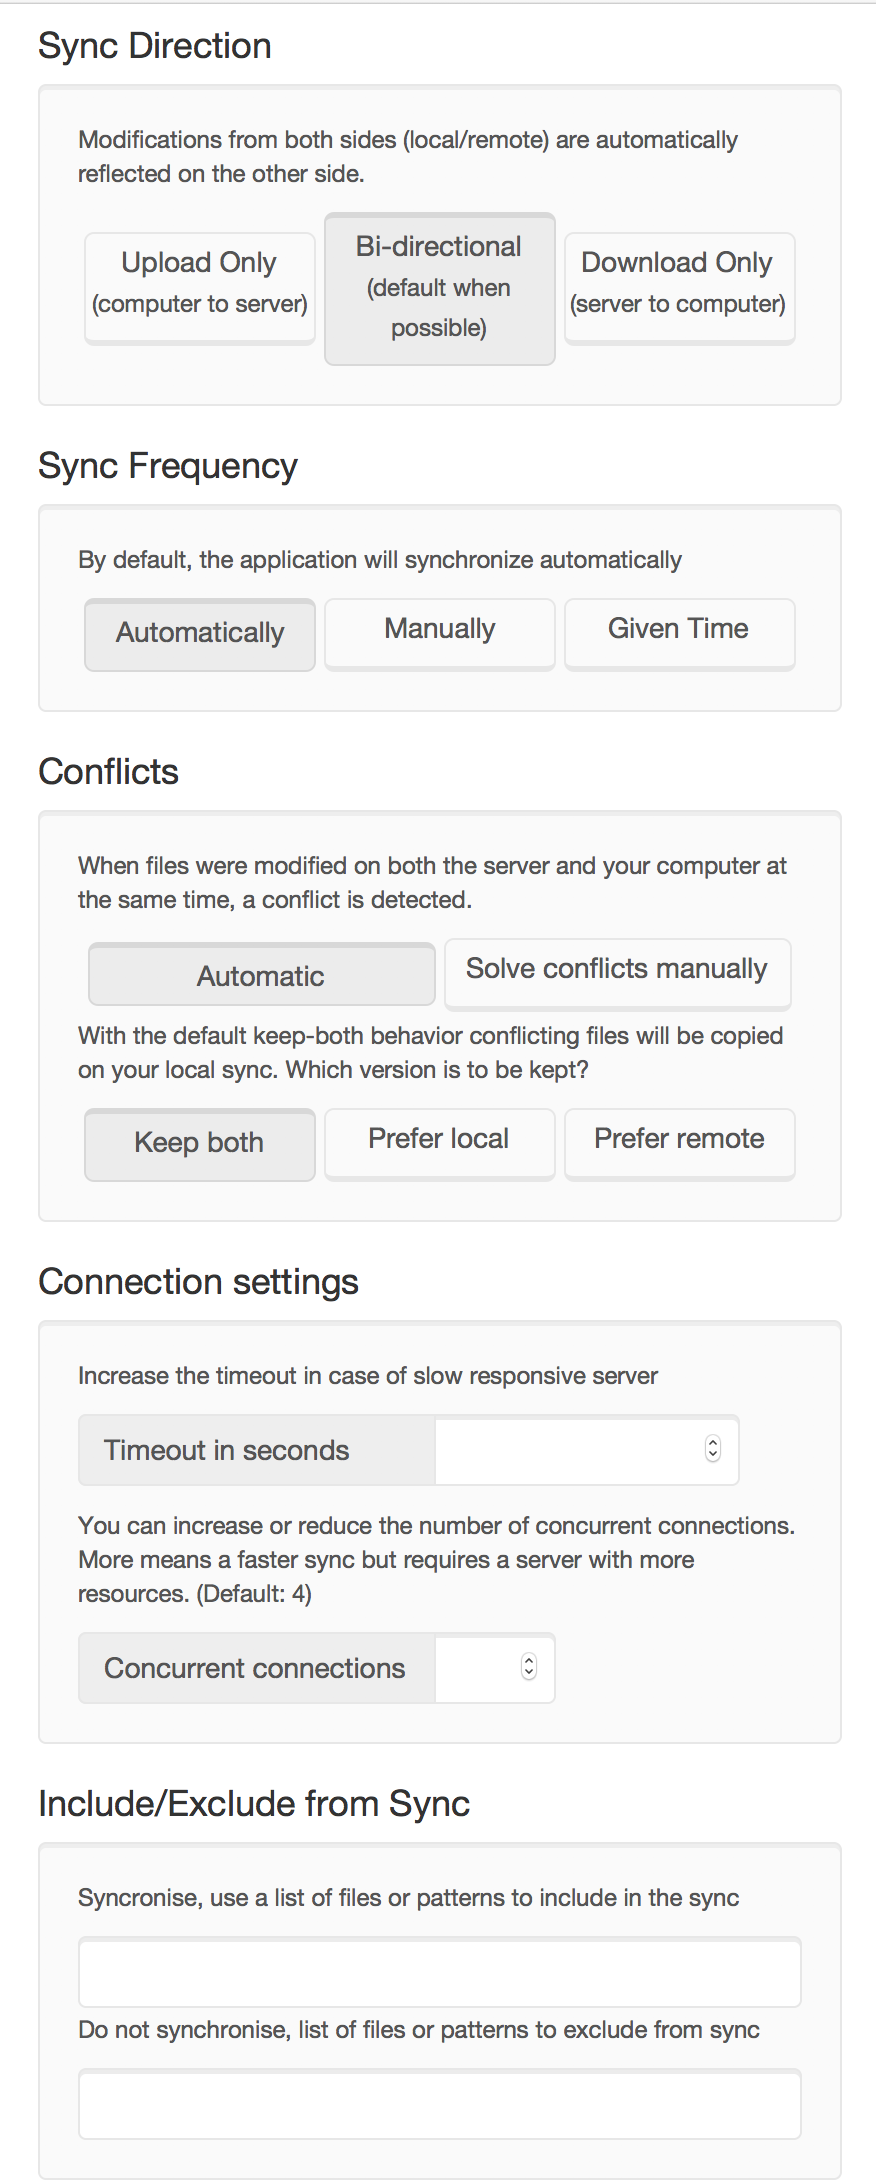 Sync Direction
Modifications from both sides (local/remote) are automatically
reflected on the other side.
Upload Only
(computer to server)
Bi-directional
(default when
possible)
Download Only
(server to computer)
Sync Frequency
By default, the application will synchronize automatically
Automatically
Manually
Given Time
Conflicts
When files were modified on both the server and your computer at
the same time, a conflict is detected.
Automatic
Solve conflicts manually
With the default keep-both behavior conflicting files will be copied
on your local sync. Which version is to be kept?
Keep both
Prefer local
Prefer remote
Connection settings
Increase the timeout in case of slow responsive server
Timeout in seconds
You can increase or reduce the number of concurrent connections.
More means a faster sync but requires a server with more
resources. (Default: 4)
Concurrent connections
Include/Exclude from Sync
Syncronise, use a list of files or patterns to include in the sync
Do not synchronise, list of files or patterns to exclude from sync